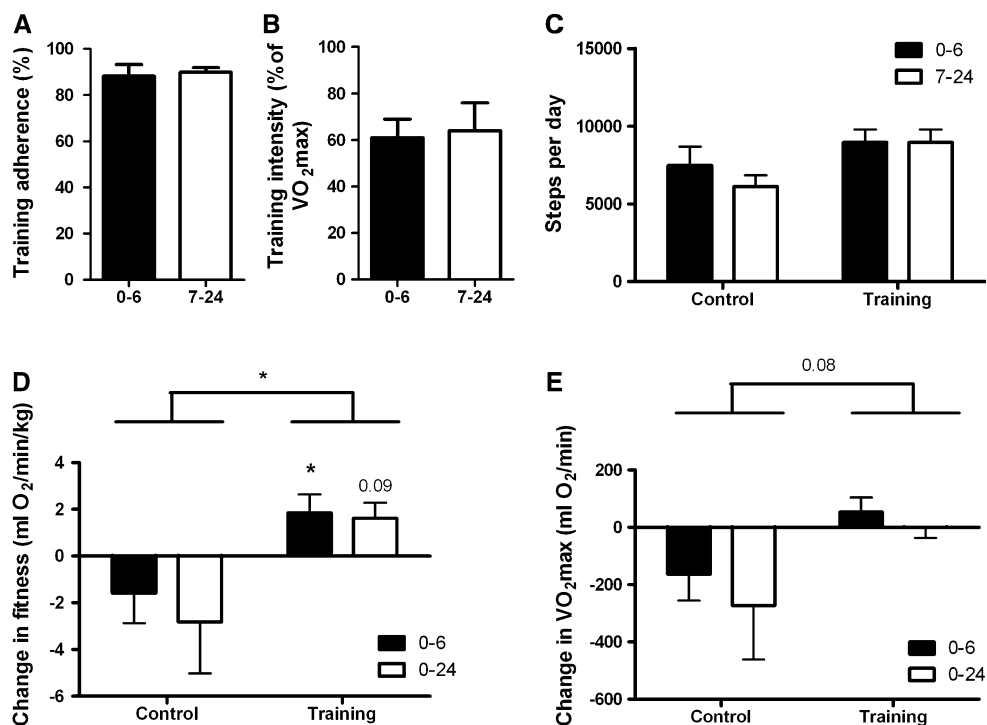 A
Training adherence (%)
100
80
60
40
20
0
0-6
7-24
B
Training intensity (% of
VO₂max)
100
80
60
40
20
0
0-6
7-24
C
Steps per day
15000
10000
5000
0
0-6
7-24
Control
Training
D
Change in fitness (ml O₂/min/kg)
*
4
2
0
-2
-4
-6
*
0.09
0-6
0-24
Control
Training
E
Change in VO₂max (ml O₂/min)
0.08
200
0
-200
-400
-600
0-6
0-24
Control
Training